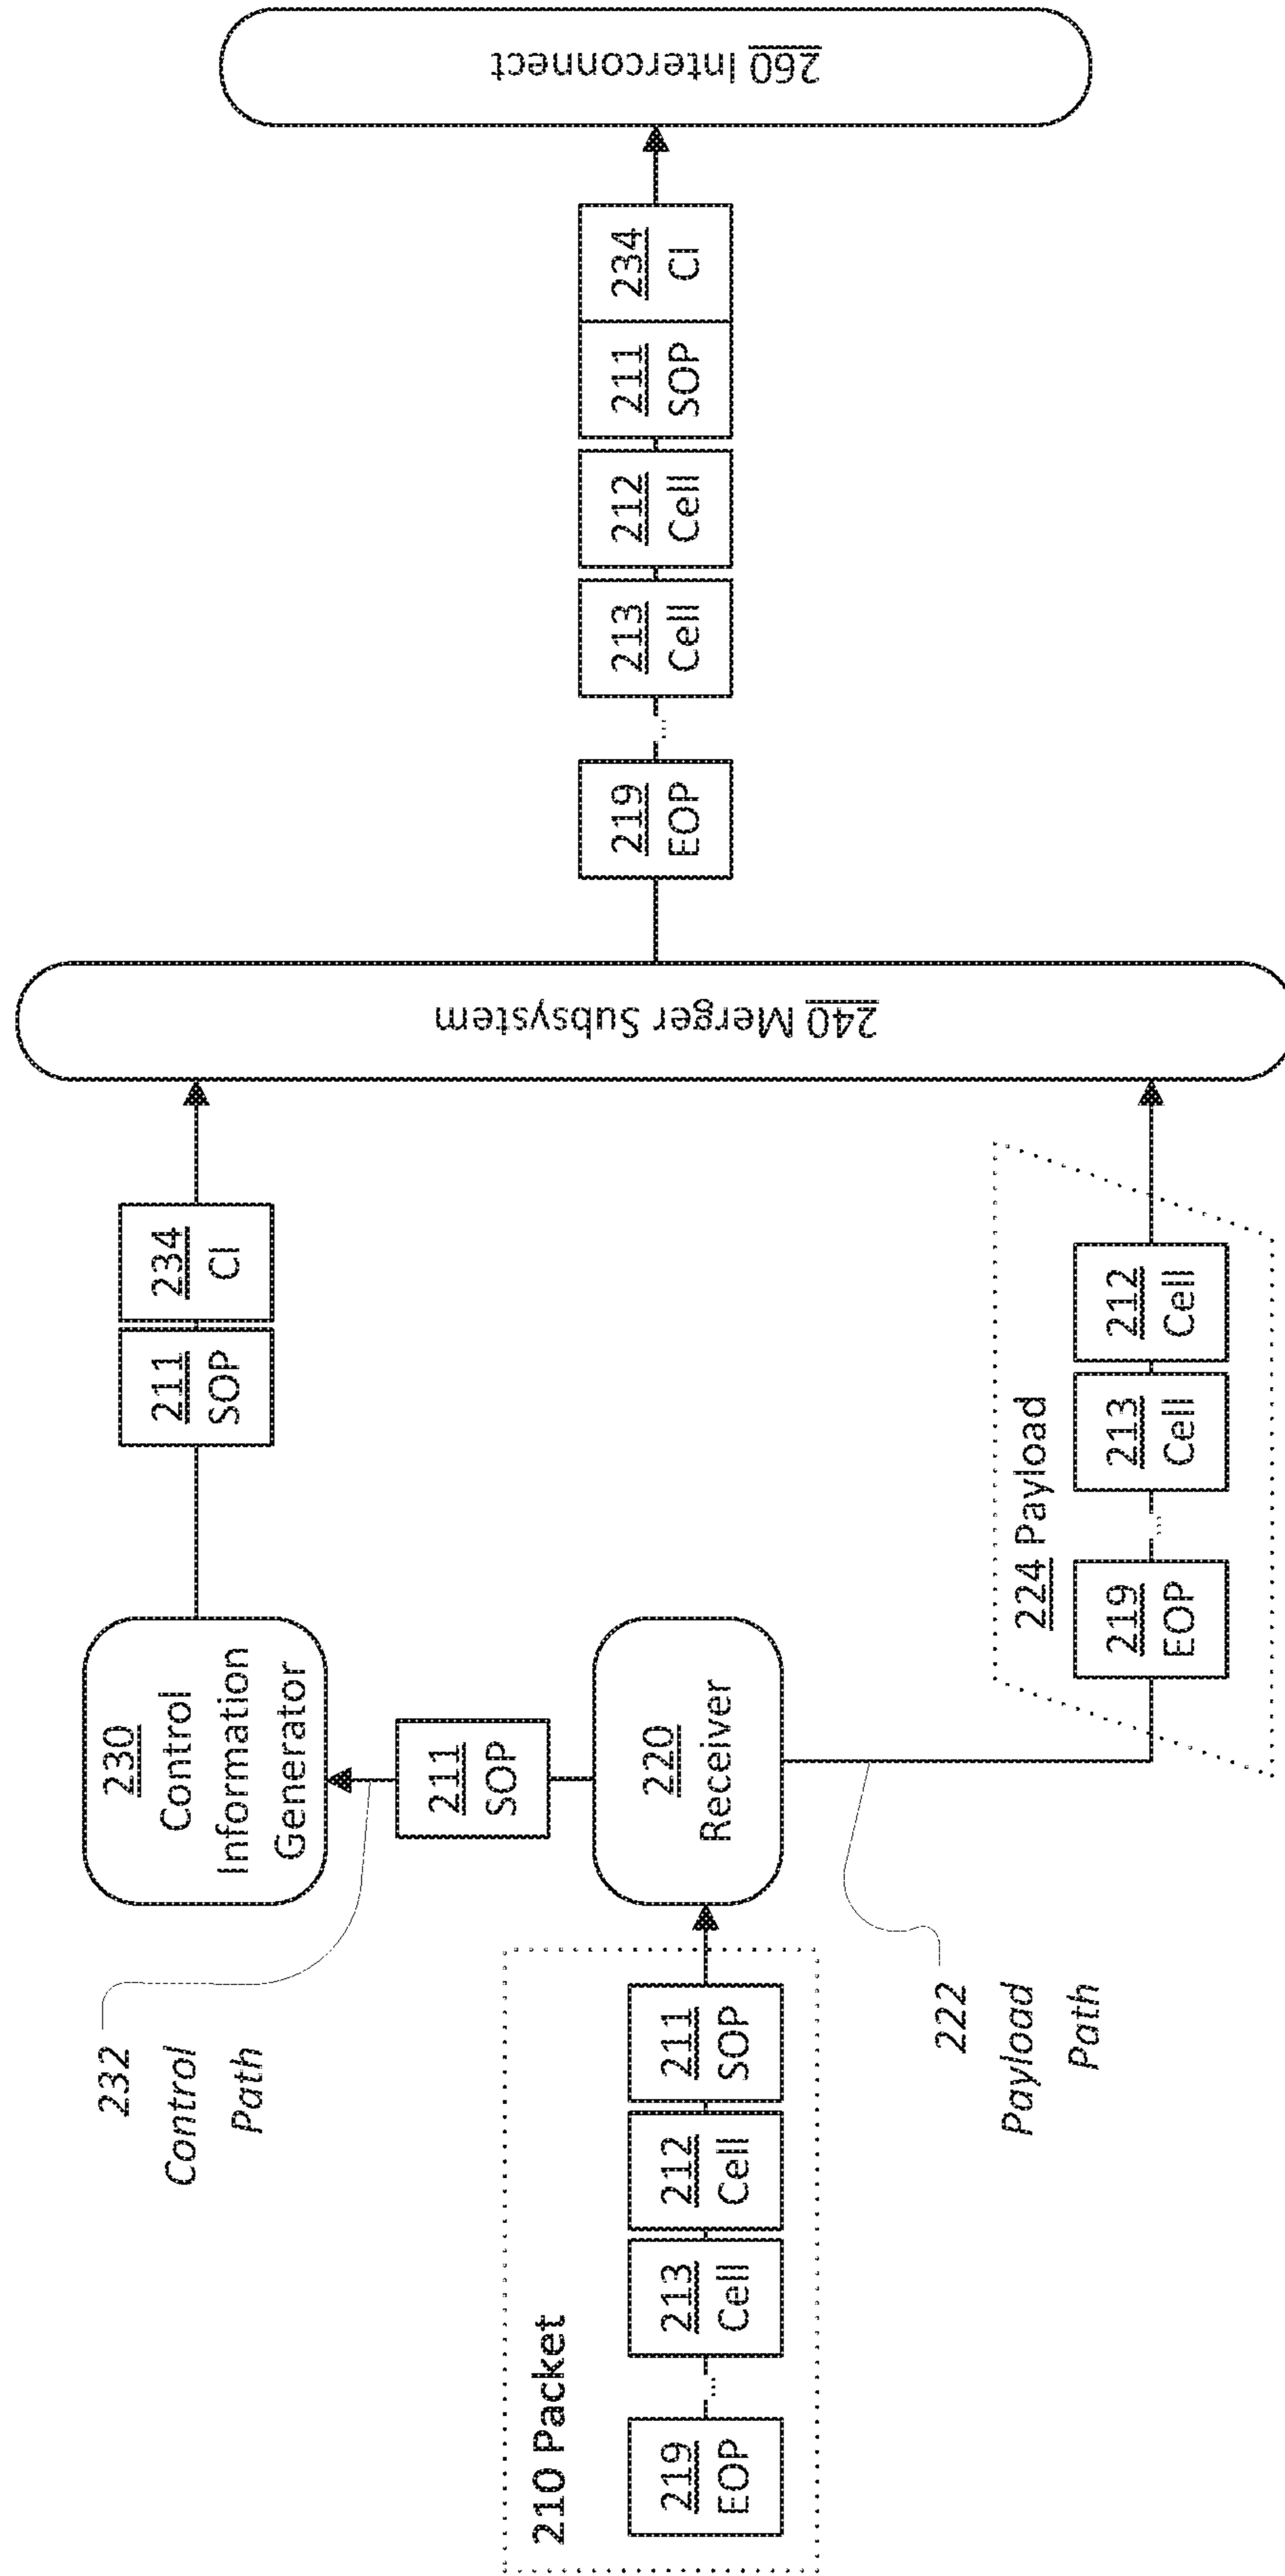 232
Control
Path
230
Control
Information
Generator
211
SOP
234
CI
240 Merger Subsystem
260 Interconnect
211
SOP
210 Packet
219
EOP
...
213
Cell
212
Cell
211
SOP
220
Receiver
219
EOP
...
213
Cell
212
Cell
211
SOP
234
CI
222
Payload
Path
224 Payload
219
EOP
...
213
Cell
212
Cell